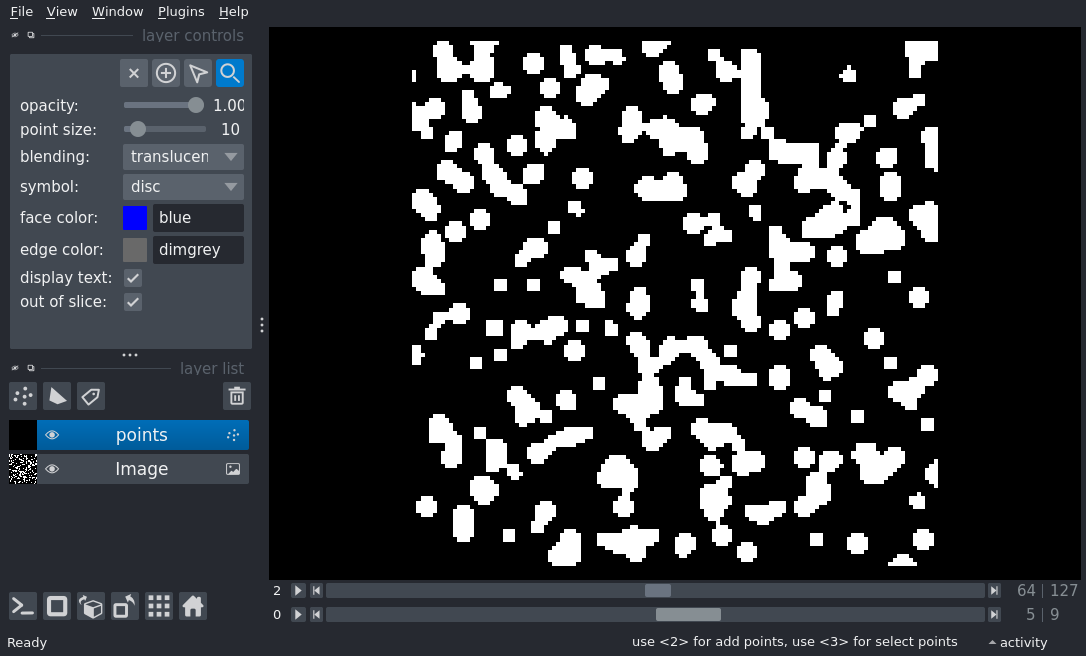 File View Window Plugins Help
layer controls
opacity: 1.00
point size: 10
blending: translucen
symbol: disc
face color: blue
edge color: dimgrey
display text:
out of slice:
layer list
points
Image
2 64 | 127
0 5 | 9
Ready use <2> for add points, use <3> for select points activity